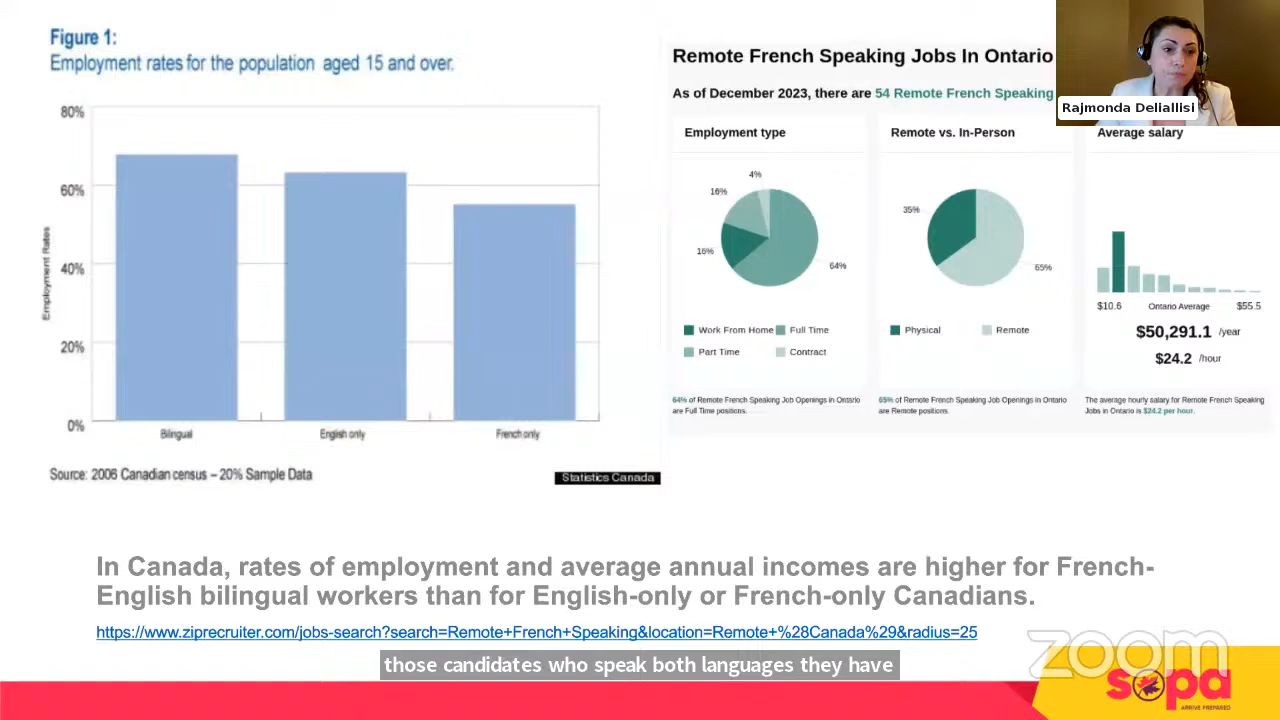 Figure 1:
Employment rates for the population aged 15 and over.
80%
60%
40%
20%
0%
Employment Rates
Bilingual
English only
French only
Source: 2006 Canadian census – 20% Sample Data
Statistics Canada
Remote French Speaking Jobs In Ontario
As of December 2023, there are 54 Remote French Speaking
Employment type
4%
16%
16%
64%
Work From Home
Full Time
Part Time
Contract
64% of Remote French Speaking Job Openings in Ontario
are Full Time positions.
Remote vs. In-Person
35%
65%
Physical
Remote
65% of Remote French Speaking Job Openings in Ontario
are Remote positions.
Average salary
$10.6
Ontario Average
$55.5
$50,291.1 /year
$24.2 /hour
The average hourly salary for Remote French Speaking
Jobs in Ontario is $24.2 per hour.
Rajmonda Deliallisi
In Canada, rates of employment and average annual incomes are higher for French-
English bilingual workers than for English-only or French-only Canadians.
https://www.ziprecruiter.com/jobs-search?search=Remote+French+Speaking&location=Remote+%28Canada%29&radius=25
those candidates who speak both languages they have
zoom
sopa
ARRIVE PREPARED